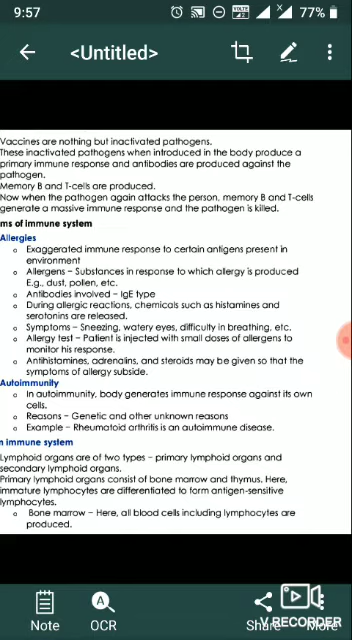 9:57
VOLTE
77%
<Untitled>
Vaccines are nothing but inactivated pathogens.
These inactivated pathogens when introduced in the body produce a
primary immune response and antibodies are produced against the
pathogen.
Memory B and T-cells are produced.
Now when the pathogen again attacks the person, memory B and T-cells
generate a massive immune response and the pathogen is killed.
ms of immune system
Allergies
o Exaggerated immune response to certain antigens present in
environment
o Allergens – Substances in response to which allergy is produced
E.g., dust, pollen, etc.
o Antibodies involved – IgE type
o During allergic reactions, chemicals such as histamines and
serotonins are released.
o Symptoms – Sneezing, watery eyes, difficulty in breathing, etc.
o Allergy test – Patient is injected with small doses of allergens to
monitor his response.
o Antihistamines, adrenalins, and steroids may be given so that the
symptoms of allergy subside.
Autoimmunity
o In autoimmunity, body generates immune response against its own
cells.
o Reasons – Genetic and other unknown reasons
o Example – Rheumatoid arthritis is an autoimmune disease.
n immune system
Lymphoid organs are of two types – primary lymphoid organs and
secondary lymphoid organs.
Primary lymphoid organs consist of bone marrow and thymus. Here,
immature lymphocytes are differentiated to form antigen-sensitive
lymphocytes.
o Bone marrow – Here, all blood cells including lymphocytes are
produced.
A
Note OCR Share More
V RECORDER